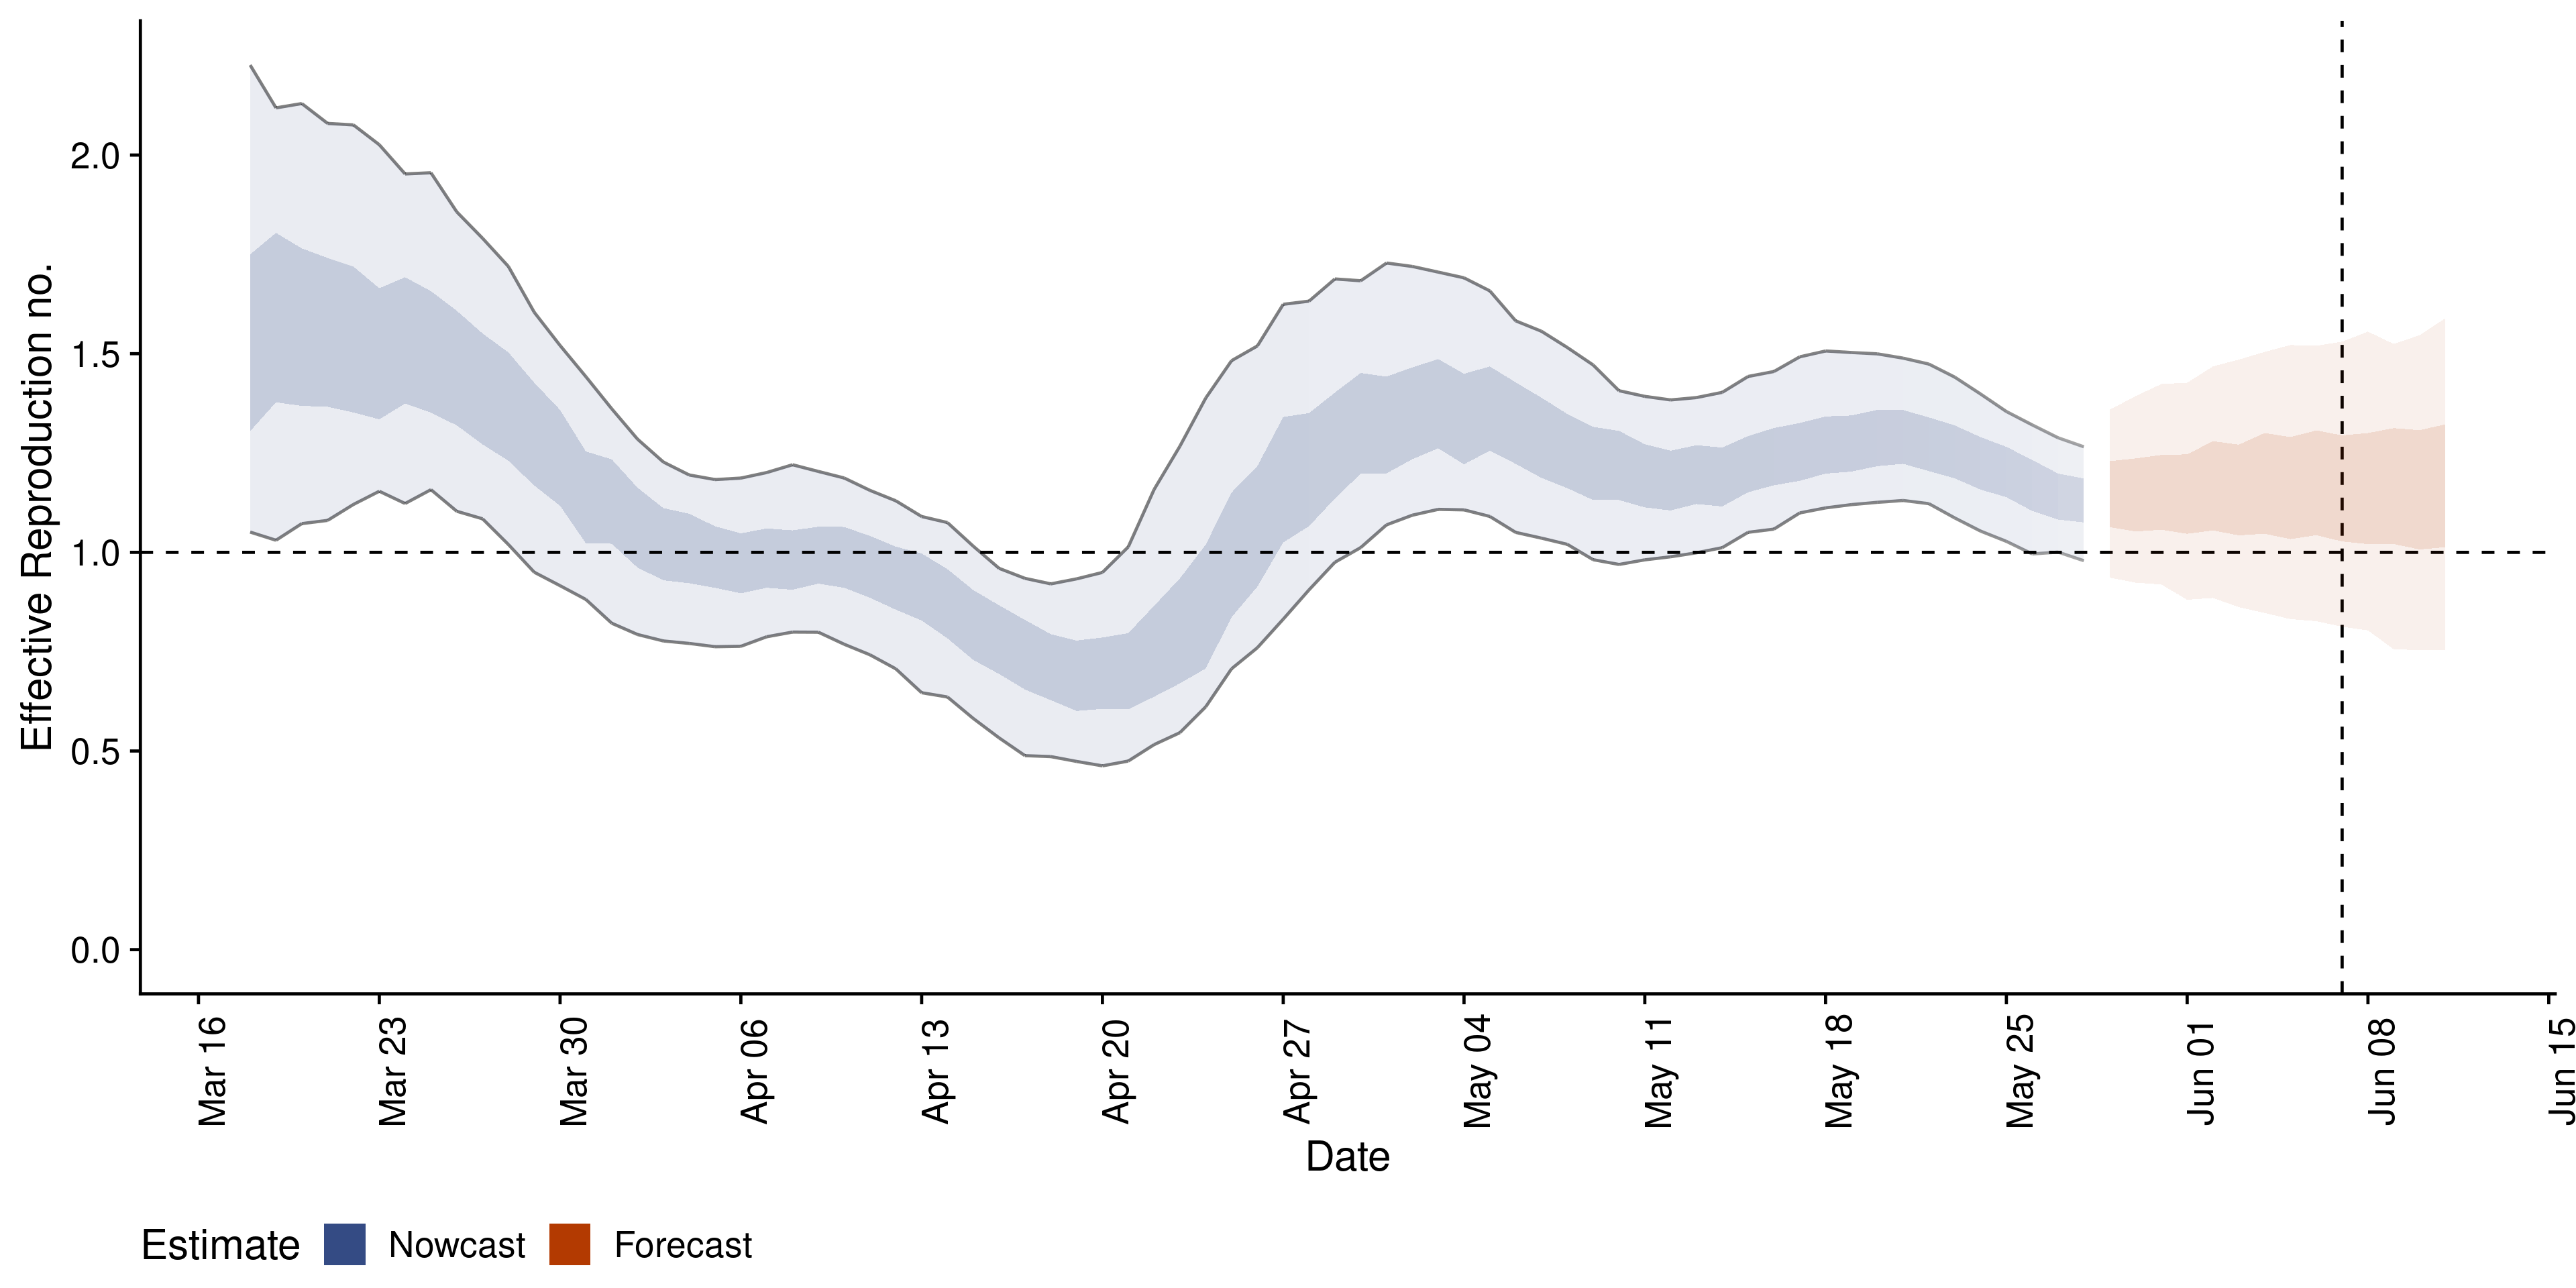 Effective Reproduction no.
2.0
1.5
1.0
0.5
0.0
Mar 16
Mar 23
Mar 30
Apr 06
Apr 13
Apr 20
Apr 27
May 04
May 11
May 18
May 25
Jun 01
Jun 08
Jun 15
Date
Estimate Nowcast Forecast